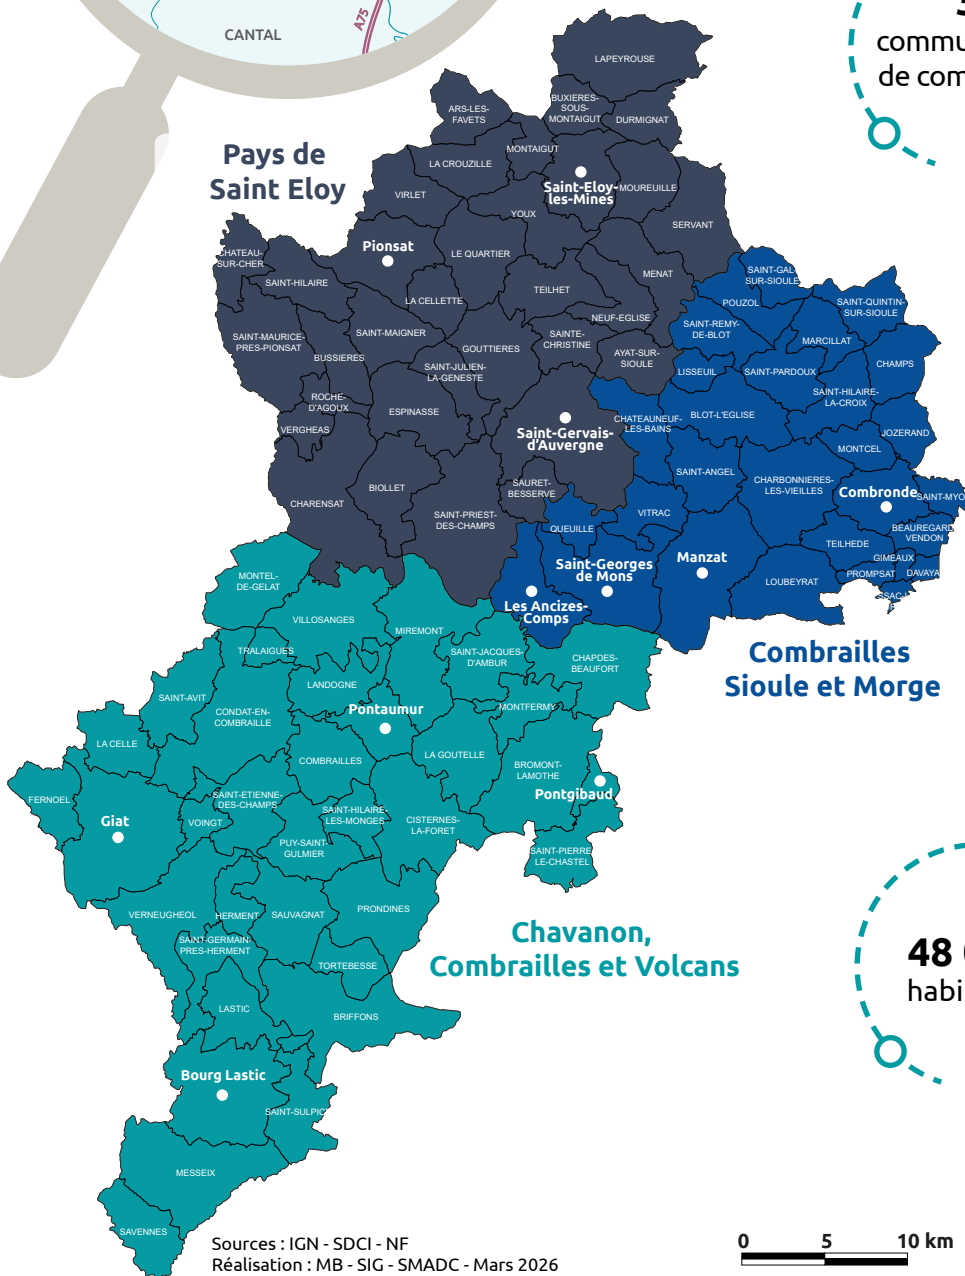 CANTAL
A75
commu
de com
LAPEYROUSE
ARS-LES-
FAVETS
BUXIERES-
SOUS-
MONTAIGUT
DURMIGNAT
Pays de
Saint Eloy
MONTAIGUT
LA CROUZILLE
Saint-Eloy-
les-Mines
MOUREUILLE
VIRLET
YOUX
SERVANT
Pionsat
LE QUARTIER
CHATEAU-
SUR-CHER
SAINT-HILAIRE
MENAT
TEILHET
LA CELLETTE
NEUF-EGLISE
SAINT-MAURICE-
PRES-PIONSAT
SAINT-MAIGNER
BUSSIERES
GOUTTIERES
SAINTE-
CHRISTINE
AYAT-SUR-
SIOULE
SAINT-JULIEN-
LA-GENESTE
ROCHE-
D'AGOUX
ESPINASSE
VERGHEAS
Saint-Gervais-
d'Auvergne
SAURET-
BESSERVE
BIOLLET
CHARENSAT
SAINT-PRIEST-
DES-CHAMPS
SAINT-GAL-
SUR-SIOULE
POUZOL
SAINT-QUINTIN-
SUR-SIOULE
SAINT-REMY-
DE-BLOT
MARCILLAT
LISSEUIL
SAINT-PARDOUX
CHAMPS
SAINT-HILAIRE-
LA-CROIX
CHATEAUNEUF-
LES-BAINS
BLOT-L'EGLISE
JOZERAND
MONTCEL
SAINT-ANGEL
CHARBONNIERES-
LES-VIEILLES
Combronde
SAINT-MYO
VITRAC
QUEUILLE
BEAUREGARD
VENDON
TEILHEDE
GIMEAUX
Saint-Georges
de Mons
Manzat
PROMPSAT
DAVAYA
LOUBEYRAT
Les Ancizes-
Comps
Combrailles
Sioule et Morge
MONTEL-
DE-GELAT
VILLOSANGES
MIREMONT
TRALAIGUES
SAINT-JACQUES-
D'AMBUR
CHAPDES-
BEAUFORT
LANDOGNE
SAINT-AVIT
CONDAT-EN-
COMBRAILLE
Pontaumur
MONTFERMY
LA CELLE
COMBRAILLES
LA GOUTELLE
BROMONT-
LAMOTHE
Pontgibaud
FERNOEL
SAINT-ETIENNE-
DES-CHAMPS
Giat
VOINGT
SAINT-HILAIRE-
LES-MONGES
CISTERNES-
LA-FORET
PUY-SAINT-
GULMIER
SAINT-PIERRE
LE-CHASTEL
VERNEUGHEOL
HERMENT
SAUVAGNAT
PRONDINES
SAINT-GERMAIN-
PRES-HERMENT
TORTEBESSE
Chavanon,
Combrailles et Volcans
48
habi
LASTIC
BRIFFONS
Bourg Lastic
SAINT-SULPIC
MESSEIX
SAVENNES
Sources : IGN - SDCI - NF
Réalisation : MB - SIG - SMADC - Mars 2026
0 5 10 km